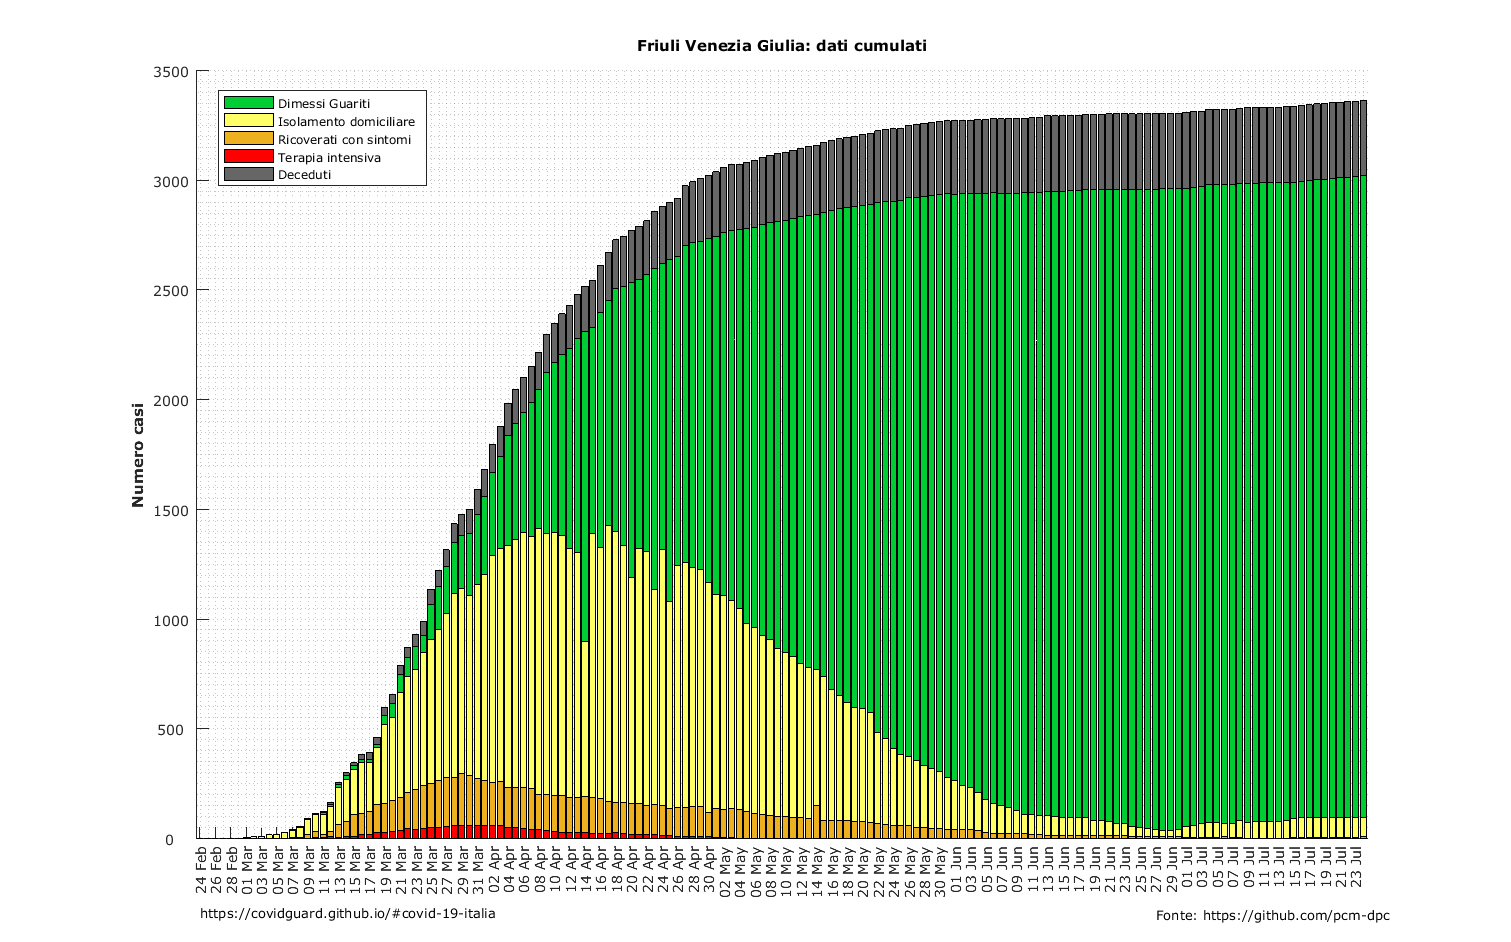 Friuli Venezia Giulia: dati cumulati
3500
3000
2500
2000
1500
1000
500
0
Numero casi
Dimessi Guariti
Isolamento domiciliare
Ricoverati con sintomi
Terapia intensiva
Deceduti
24 Feb
26 Feb
28 Feb
01 Mar
03 Mar
05 Mar
07 Mar
09 Mar
11 Mar
13 Mar
15 Mar
17 Mar
19 Mar
21 Mar
23 Mar
25 Mar
27 Mar
29 Mar
31 Mar
02 Apr
04 Apr
06 Apr
08 Apr
10 Apr
12 Apr
14 Apr
16 Apr
18 Apr
20 Apr
22 Apr
24 Apr
26 Apr
28 Apr
30 Apr
02 May
04 May
06 May
08 May
10 May
12 May
14 May
16 May
18 May
20 May
22 May
24 May
26 May
28 May
30 May
01 Jun
03 Jun
05 Jun
07 Jun
09 Jun
11 Jun
13 Jun
15 Jun
17 Jun
19 Jun
21 Jun
23 Jun
25 Jun
27 Jun
29 Jun
01 Jul
03 Jul
05 Jul
07 Jul
09 Jul
11 Jul
13 Jul
15 Jul
17 Jul
19 Jul
21 Jul
23 Jul
https://covidguard.github.io/#covid-19-italia
Fonte: https://github.com/pcm-dpc